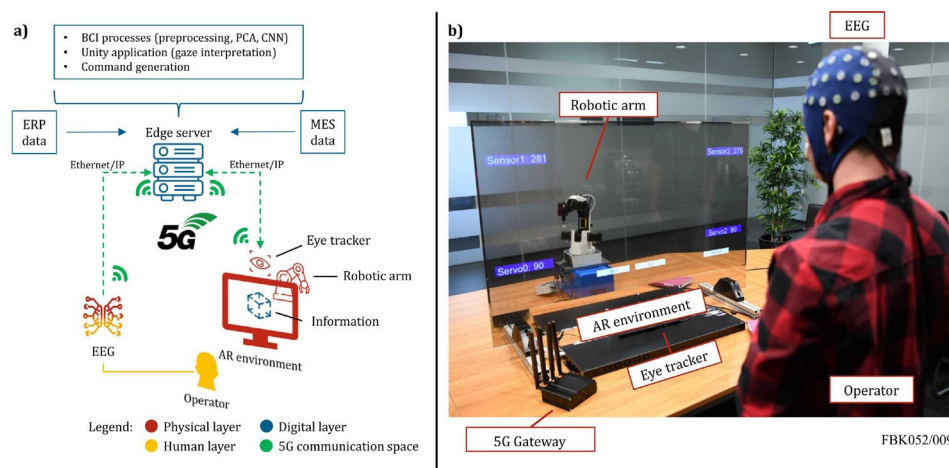 a)
• BCI processes (preprocessing, PCA, CNN)
• Unity application (gaze interpretation)
• Command generation
ERP
data
Edge server
MES
data
Ethernet/IP
Ethernet/IP
5G
Eye tracker
Robotic arm
Information
AR environment
EEG
Operator
Legend:
Physical layer
Digital layer
Human layer
5G communication space
b)
EEG
Robotic arm
Sensor1: 281
Sensor2: 276
Servo0: 90
Servo2: 90
AR environment
Eye tracker
Operator
5G Gateway
FBK052/009